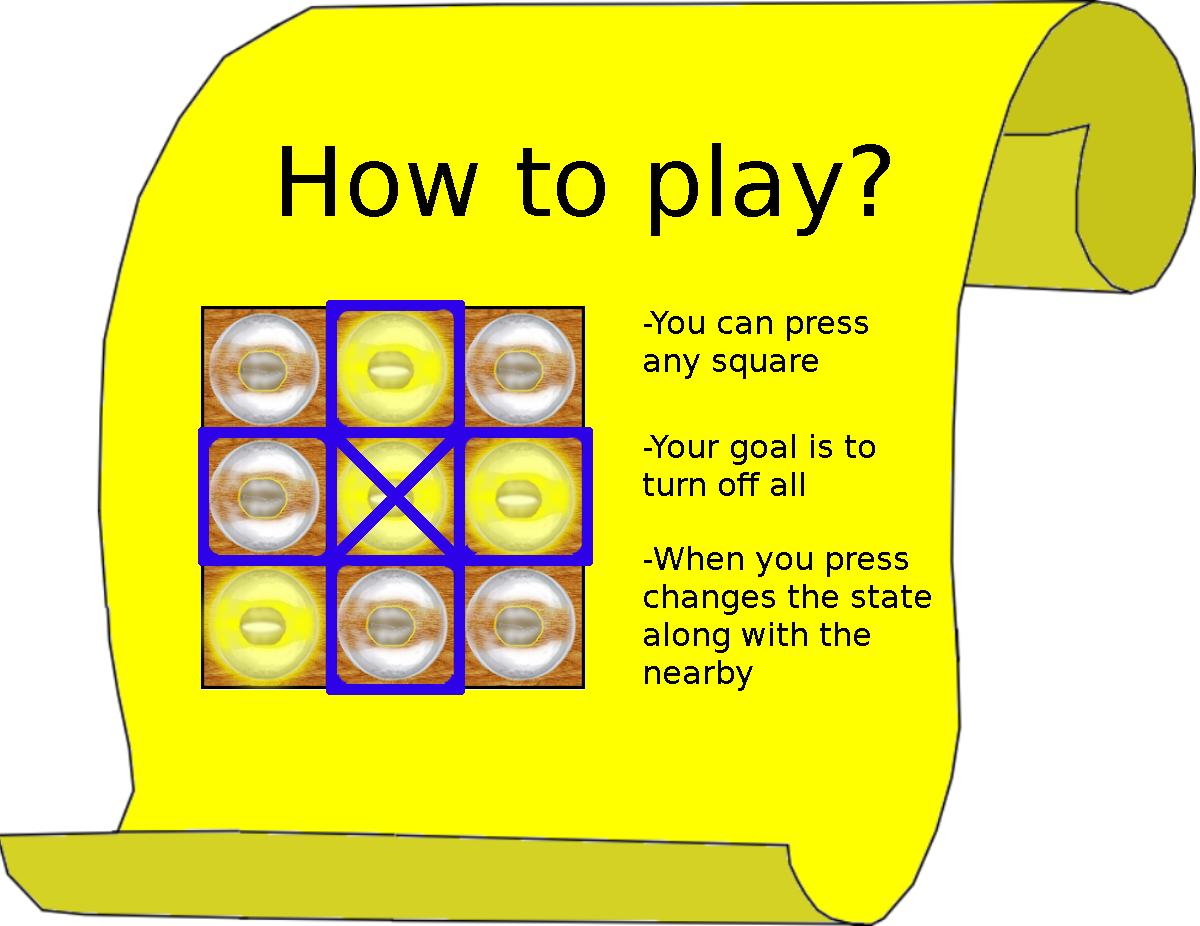 How to play?
-You can press
any square
-Your goal is to
turn off all
-When you press
changes the state
along with the
nearby